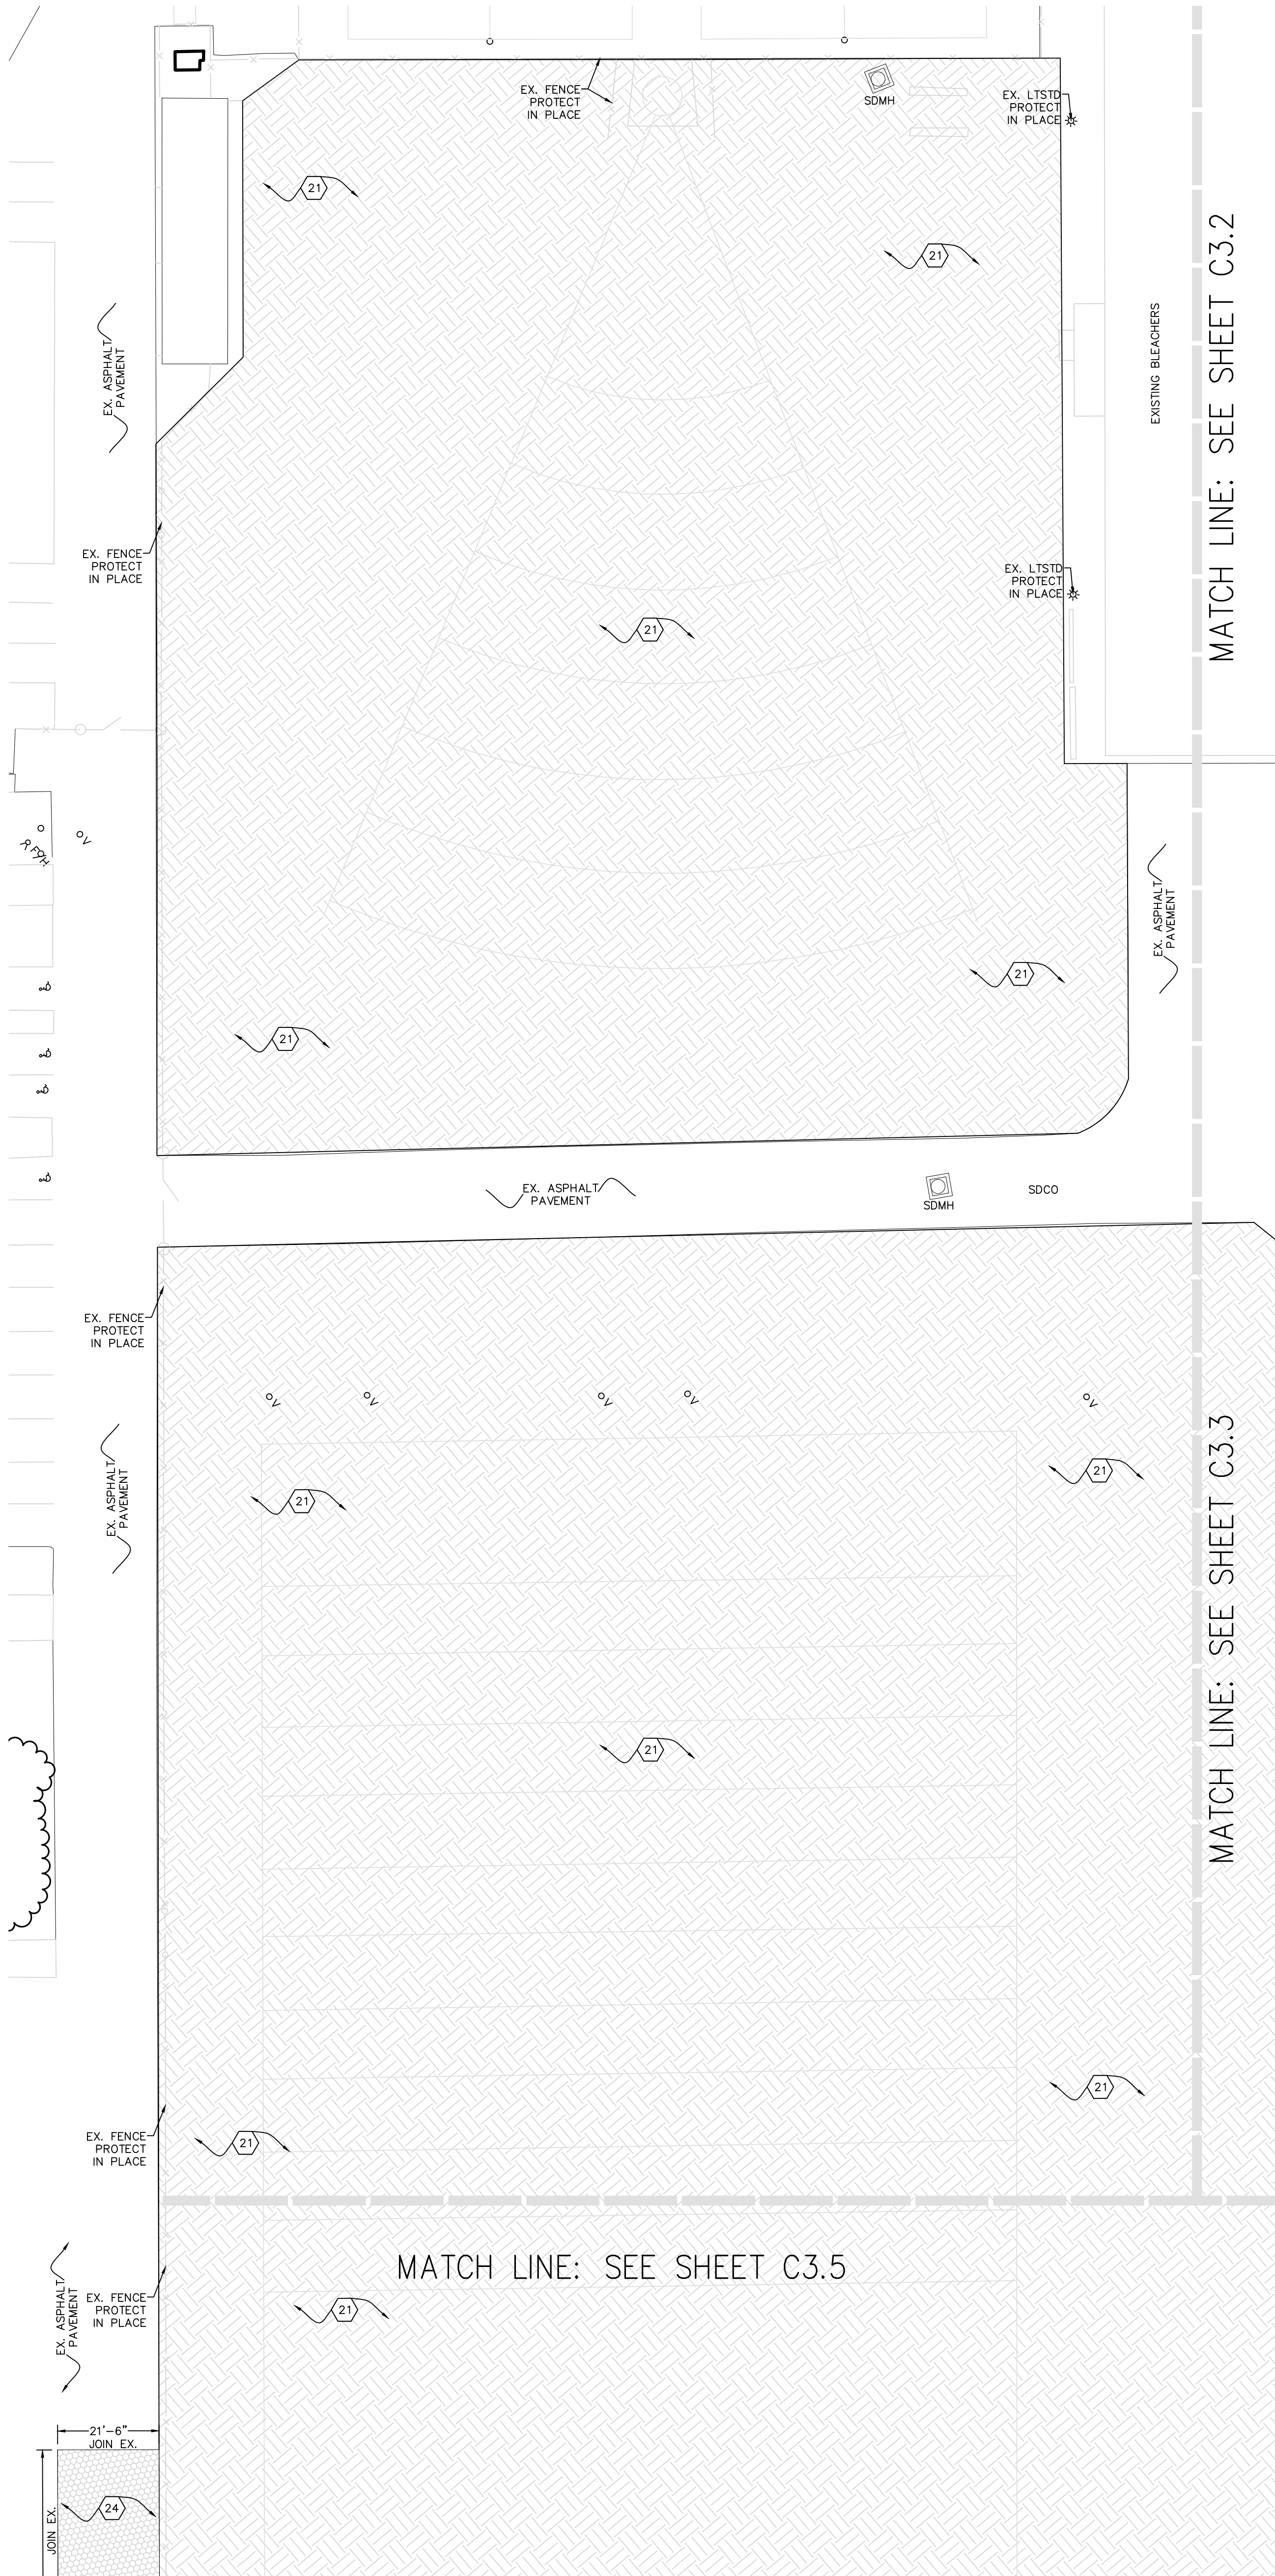 EX. FENCE
PROTECT
IN PLACE
SDMH
EX. LTSTD
PROTECT
IN PLACE
21
21
MATCH LINE: SEE SHEET C3.2
EX. ASPHALT
PAVEMENT
EXISTING BLEACHERS
EX. FENCE
PROTECT
IN PLACE
EX. LTSTD
PROTECT
IN PLACE
21
V
EX. ASPHALT
PAVEMENT
21
21
EX. ASPHALT
PAVEMENT
SDMH
SDCO
EX. FENCE
PROTECT
IN PLACE
V
V
V
V
V
EX. ASPHALT
PAVEMENT
21
21
MATCH LINE: SEE SHEET C3.3
21
21
EX. FENCE
PROTECT
IN PLACE
21
MATCH LINE: SEE SHEET C3.5
EX. ASPHALT
PAVEMENT
EX. FENCE
PROTECT
IN PLACE
21
21'-6"
JOIN EX.
24
JOIN EX.